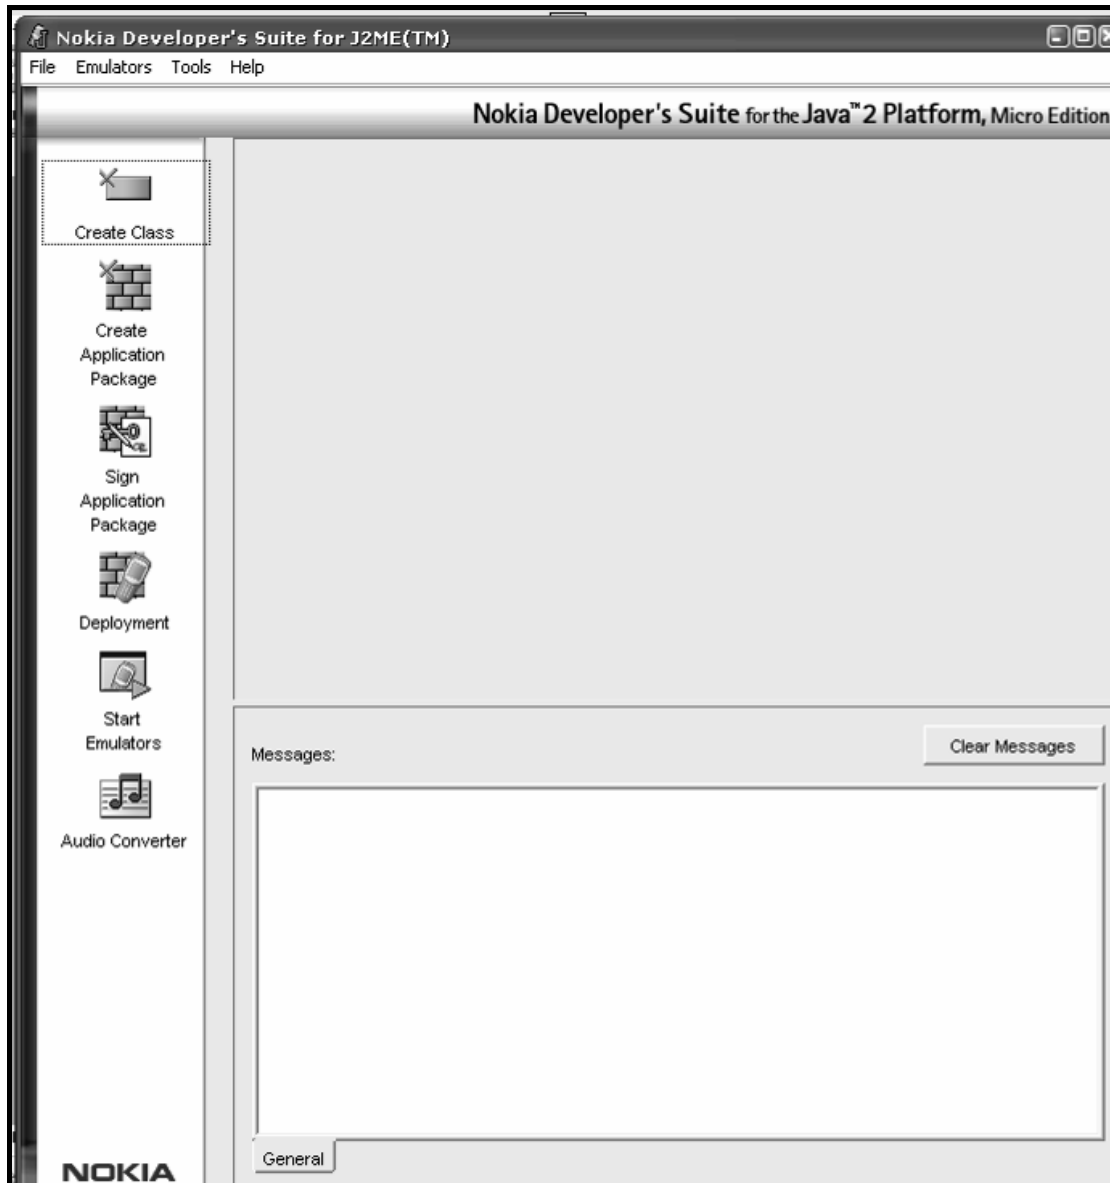 Nokia Developer's Suite for J2ME(TM)
File Emulators Tools Help
Nokia Developer's Suite for the Java™ 2 Platform, Micro Edition
Create Class
Create
Application
Package
Sign
Application
Package
Deployment
Start
Emulators
Audio Converter
Messages:
Clear Messages
General
NOKIA